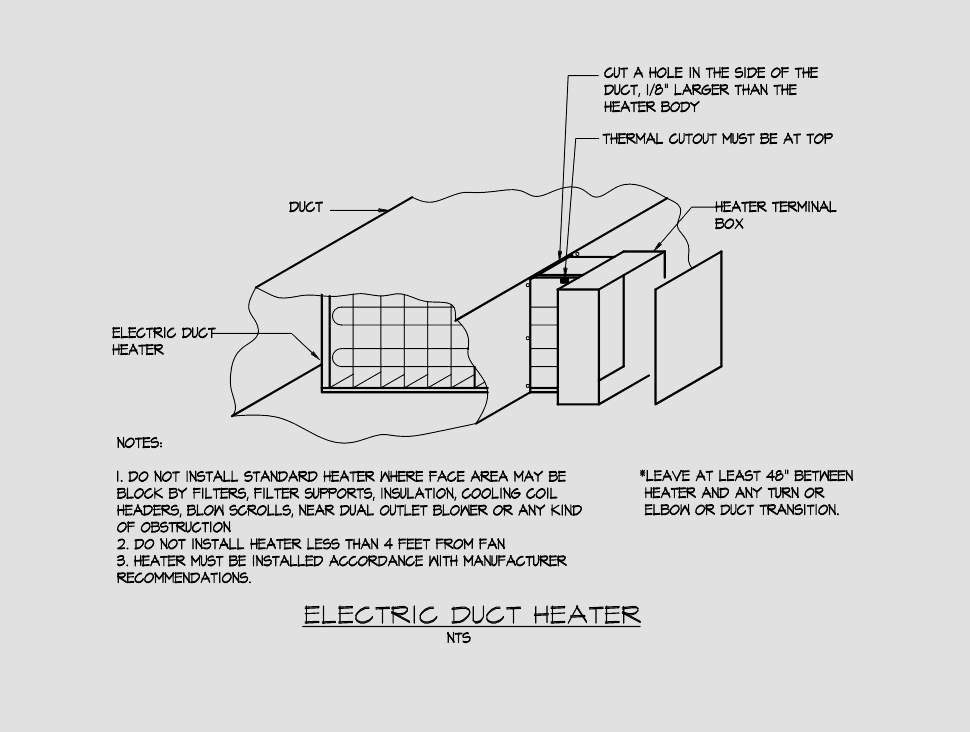 CUT A HOLE IN THE SIDE OF THE
DUCT, 1/8" LARGER THAN THE
HEATER BODY
THERMAL CUTOUT MUST BE AT TOP
DUCT
HEATER TERMINAL
BOX
ELECTRIC DUCT
HEATER
NOTES:
1. DO NOT INSTALL STANDARD HEATER WHERE FACE AREA MAY BE
BLOCK BY FILTERS, FILTER SUPPORTS, INSULATION, COOLING COIL
HEADERS, BLOW SCROLLS, NEAR DUAL OUTLET BLOWER OR ANY KIND
OF OBSTRUCTION
2. DO NOT INSTALL HEATER LESS THAN 4 FEET FROM FAN
3. HEATER MUST BE INSTALLED ACCORDANCE WITH MANUFACTURER
RECOMMENDATIONS.
*LEAVE AT LEAST 48" BETWEEN
HEATER AND ANY TURN OR
ELBOW OR DUCT TRANSITION.
ELECTRIC DUCT HEATER
NTS